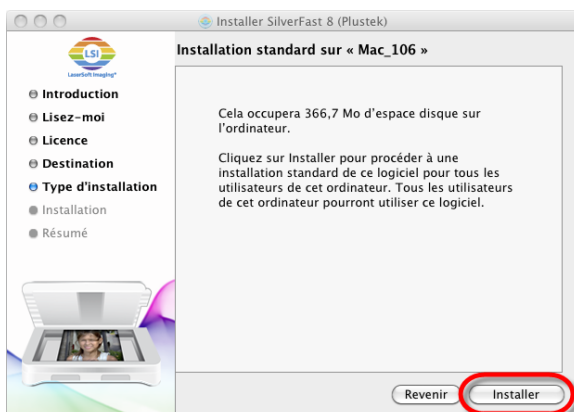 Installer SilverFast 8 (Plustek)
LSI
LaserSoft Imaging
Installation standard sur « Mac_106 »
Introduction
Lisez-moi
Licence
Destination
Type d'installation
Installation
Résumé
Cela occupera 366,7 Mo d'espace disque sur
l'ordinateur.
Cliquez sur Installer pour procéder à une
installation standard de ce logiciel pour tous les
utilisateurs de cet ordinateur. Tous les utilisateurs
de cet ordinateur pourront utiliser ce logiciel.
Revenir
Installer